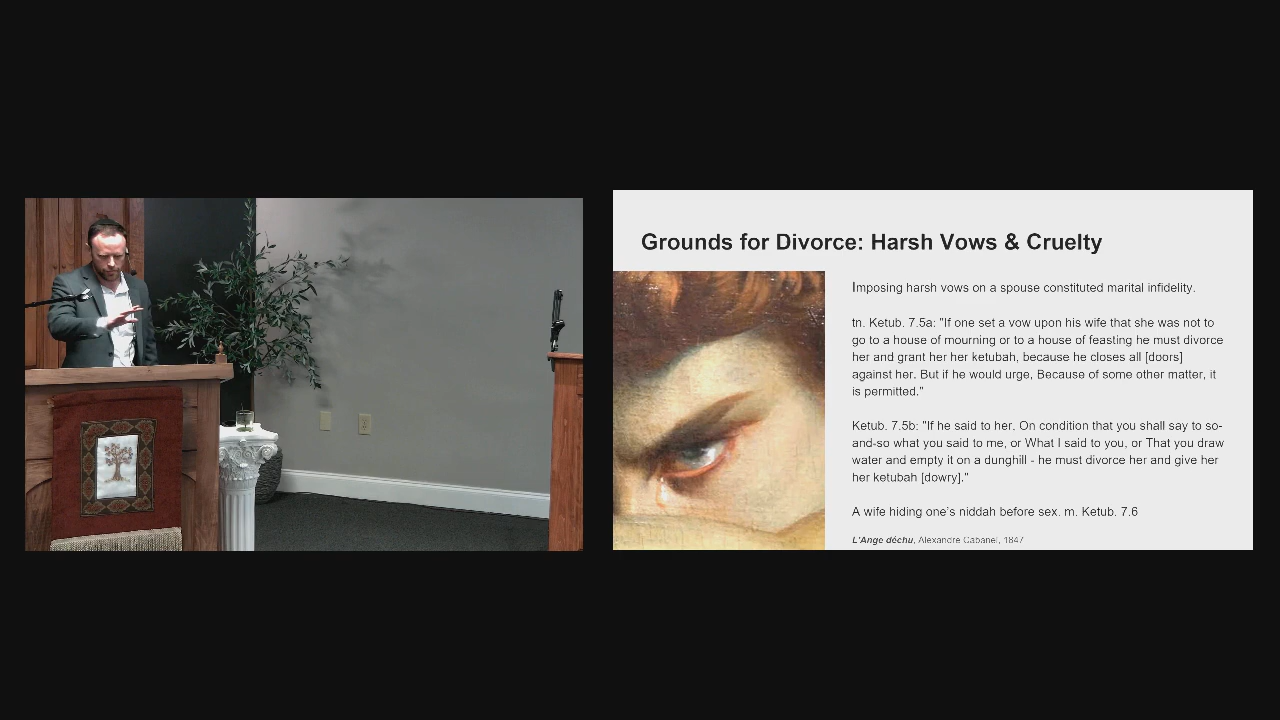 Grounds for Divorce: Harsh Vows & Cruelty
Imposing harsh vows on a spouse constituted marital infidelity.
tn. Ketub. 7.5a: "If one set a vow upon his wife that she was not to
go to a house of mourning or to a house of feasting he must divorce
her and grant her her ketubah, because he closes all [doors]
against her. But if he would urge, Because of some other matter, it
is permitted."
Ketub. 7.5b: "If he said to her. On condition that you shall say to so-
and-so what you said to me, or What I said to you, or That you draw
water and empty it on a dunghill - he must divorce her and give her
her ketubah [dowry]."
A wife hiding one's niddah before sex. m. Ketub. 7.6
L'Ange déchu, Alexandre Cabanel, 1847